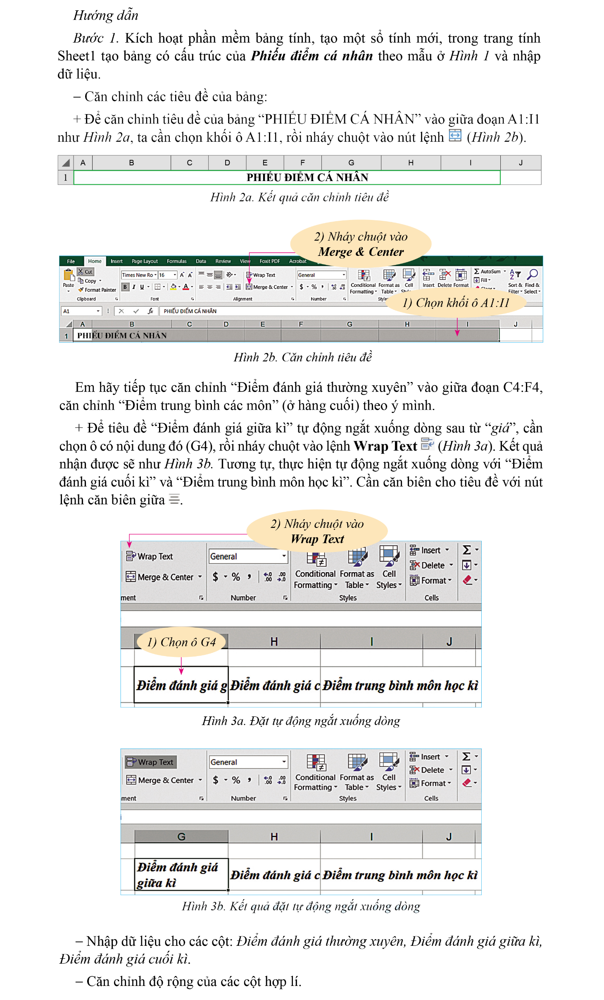 Hướng dẫn
Bước 1. Kích hoạt phần mềm bảng tính, tạo một sổ tính mới, trong trang tính
Sheet1 tạo bảng có cấu trúc của Phiếu điểm cá nhân theo mẫu ở Hình 1 và nhập
dữ liệu.
– Căn chỉnh các tiêu đề của bảng:
+ Để căn chỉnh tiêu đề của bảng “PHIẾU ĐIỂM CÁ NHÂN” vào giữa đoạn A1:I1
như Hình 2a, ta cần chọn khối ô A1:I1, rồi nháy chuột vào nút lệnh (Hình 2b).
A B C D E F G H I J
1 PHIẾU ĐIỂM CÁ NHÂN
Hình 2a. Kết quả căn chỉnh tiêu đề
2) Nháy chuột vào
Merge & Center
File Home Insert Page Layout Formulas Data Review View Foxit PDF Acrobat
Cut Times New Ro 16 A A Wrap Text General Σ AutoSum
Paste Copy B I U A Merge & Center $ % , Conditional Format as Cell Insert Delete Format Fill
Format Painter Formatting Table Clear Sort & Find &
Filter Select
Clipboard Font Alignment Number
1) Chọn khối ô A1:I1
A1 fx PHIẾU ĐIỂM CÁ NHÂN
A B C D E F G H I J
1 PHIẾU ĐIỂM CÁ NHÂN
Hình 2b. Căn chỉnh tiêu đề
Em hãy tiếp tục căn chỉnh “Điểm đánh giá thường xuyên” vào giữa đoạn C4:F4,
căn chỉnh “Điểm trung bình các môn” (ở hàng cuối) theo ý mình.
+ Để tiêu đề “Điểm đánh giá giữa kì” tự động ngắt xuống dòng sau từ “giá”, cần
chọn ô có nội dung đó (G4), rồi nháy chuột vào lệnh Wrap Text (Hình 3a). Kết quả
nhận được sẽ như Hình 3b. Tương tự, thực hiện tự động ngắt xuống dòng với “Điểm
đánh giá cuối kì” và “Điểm trung bình môn học kì”. Cần căn biên cho tiêu đề với nút
lệnh căn biên giữa .
2) Nháy chuột vào
Wrap Text
Wrap Text General Insert Σ
Delete
Merge & Center $ % , Conditional Format as Cell Format
Formatting Table Styles
ment Number Styles Cells
1) Chọn ô G4 H I J
Điểm đánh giá g Điểm đánh giá c Điểm trung bình môn học kì
Hình 3a. Đặt tự động ngắt xuống dòng
Wrap Text General Insert Σ
Delete
Merge & Center $ % , Conditional Format as Cell Format
Formatting Table Styles
ment Number Styles Cells
G H I J
Điểm đánh giá
giữa kì Điểm đánh giá c Điểm trung bình môn học kì
Hình 3b. Kết quả đặt tự động ngắt xuống dòng
– Nhập dữ liệu cho các cột: Điểm đánh giá thường xuyên, Điểm đánh giá giữa kì,
Điểm đánh giá cuối kì.
– Căn chỉnh độ rộng của các cột hợp lí.